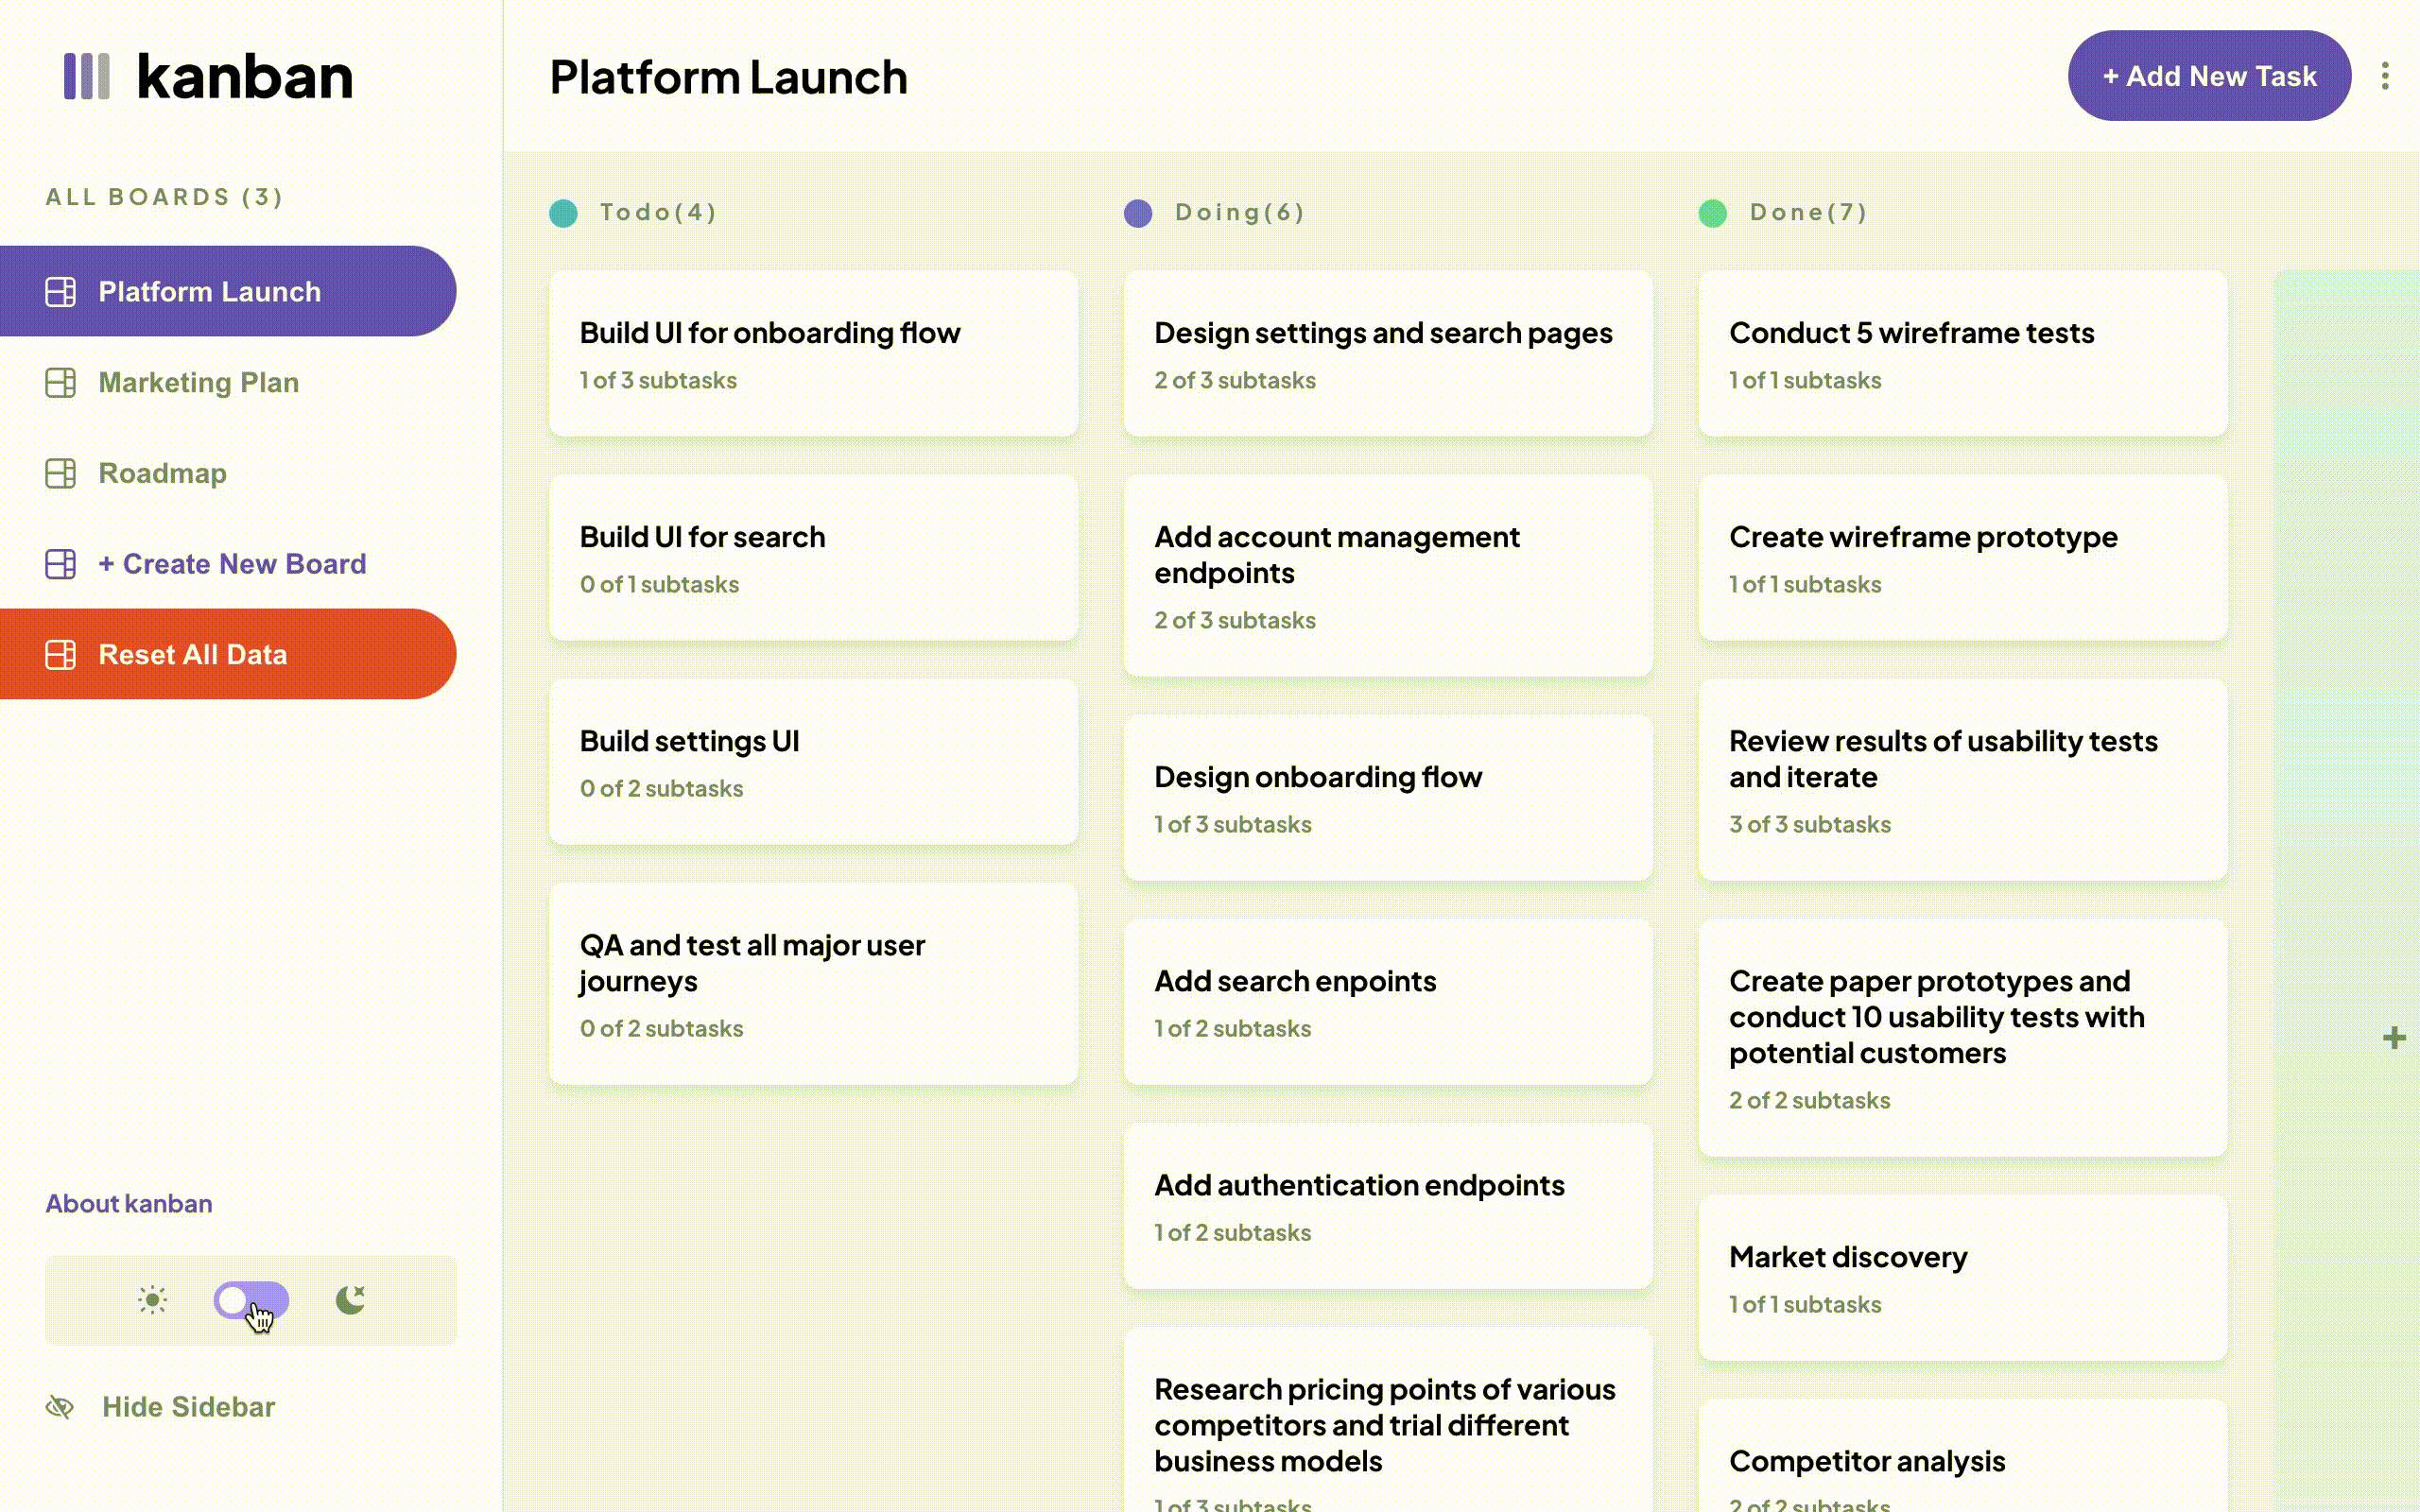 kanban
ALL BOARDS (3)
Platform Launch
Marketing Plan
Roadmap
+ Create New Board
Reset All Data
About kanban
Hide Sidebar
Platform Launch
+ Add New Task
Todo(4)
Build UI for onboarding flow
1 of 3 subtasks
Build UI for search
0 of 1 subtasks
Build settings UI
0 of 2 subtasks
QA and test all major user
journeys
0 of 2 subtasks
Doing(6)
Design settings and search pages
2 of 3 subtasks
Add account management
endpoints
2 of 3 subtasks
Design onboarding flow
1 of 3 subtasks
Add search enpoints
1 of 2 subtasks
Add authentication endpoints
1 of 2 subtasks
Research pricing points of various
competitors and trial different
business models
1 of 3 subtasks
Done(7)
Conduct 5 wireframe tests
1 of 1 subtasks
Create wireframe prototype
1 of 1 subtasks
Review results of usability tests
and iterate
3 of 3 subtasks
Create paper prototypes and
conduct 10 usability tests with
potential customers
2 of 2 subtasks
Market discovery
1 of 1 subtasks
Competitor analysis
2 of 2 subtasks
+